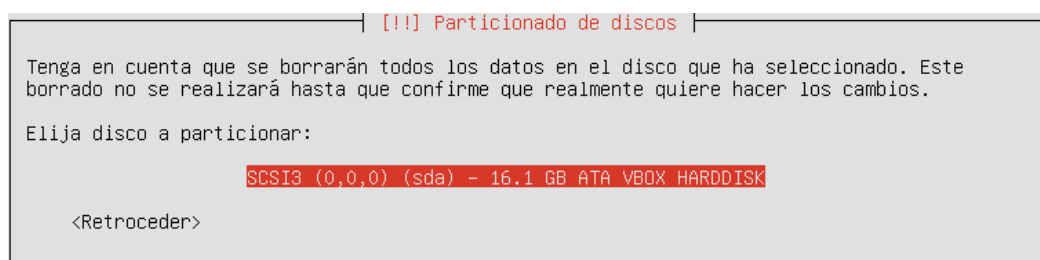 [!!] Particionado de discos
Tenga en cuenta que se borrarán todos los datos en el disco que ha seleccionado. Este
borrado no se realizará hasta que confirme que realmente quiere hacer los cambios.
Elija disco a particionar:
SCSI3 (0,0,0) (sda) - 16.1 GB ATA VBOX HARDDISK
<Retroceder>